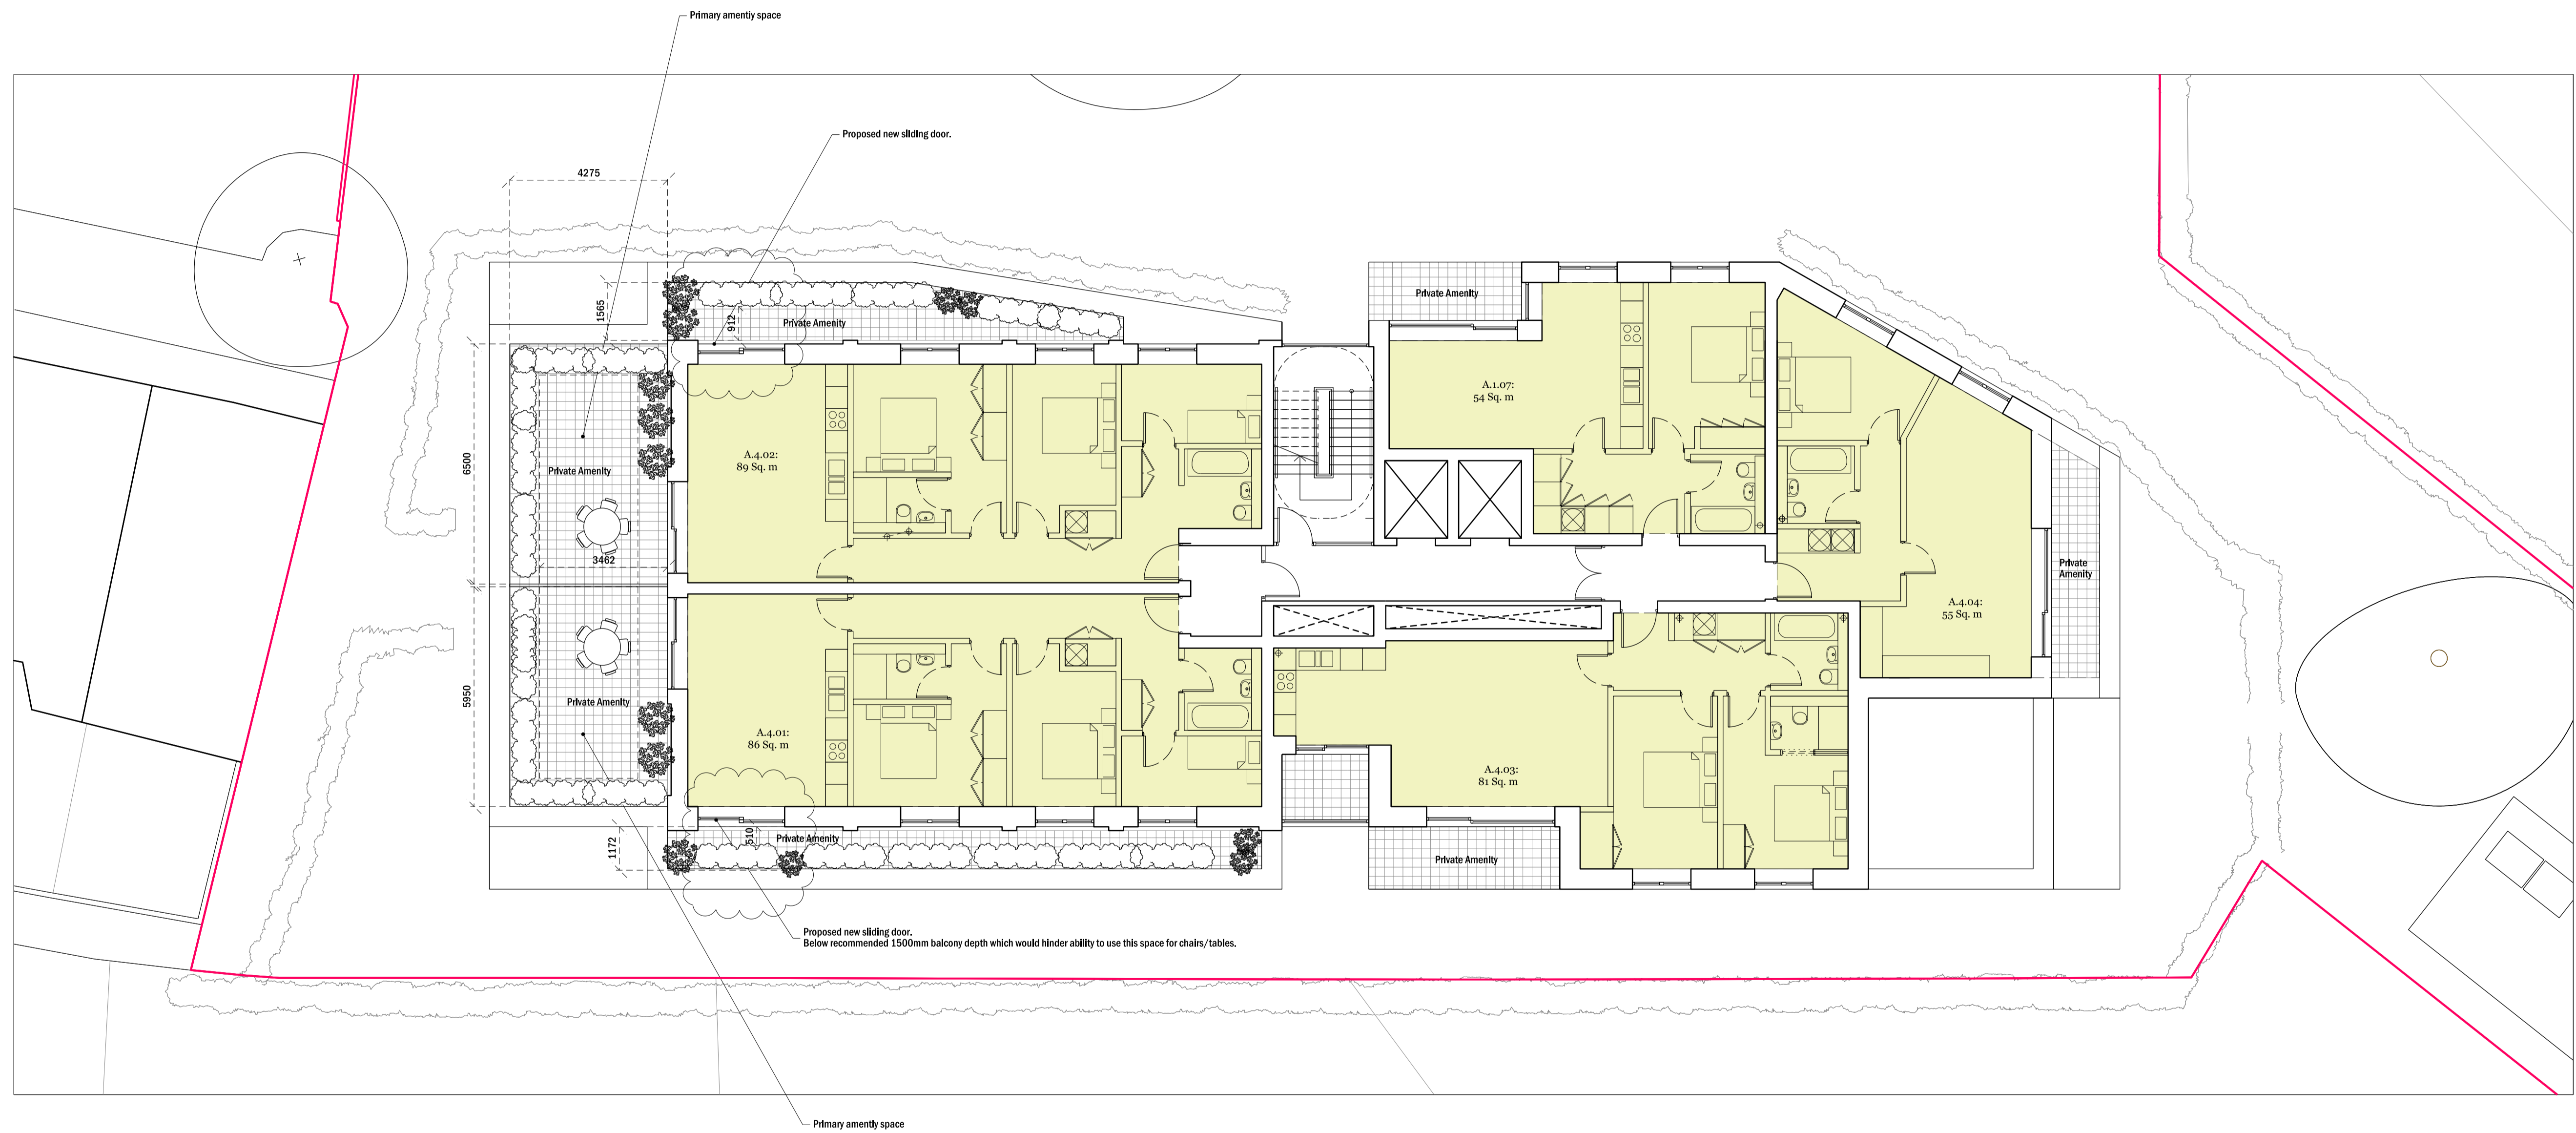 Primary amently space
Proposed new sliding door.
4275
1565
912
Private Amenity
Private Amenity
A.1.07:
54 Sq. m
6500
Private Amenity
A.4.02:
89 Sq. m
3462
Private
Amenity
A.4.04:
55 Sq. m
5950
Private Amenity
A.4.01:
86 Sq. m
A.4.03:
81 Sq. m
1172
510
Private Amenity
Private Amenity
Proposed new sliding door.
Below recommended 1500mm balcony depth which would hinder ability to use this space for chairs/tables.
Primary amently space